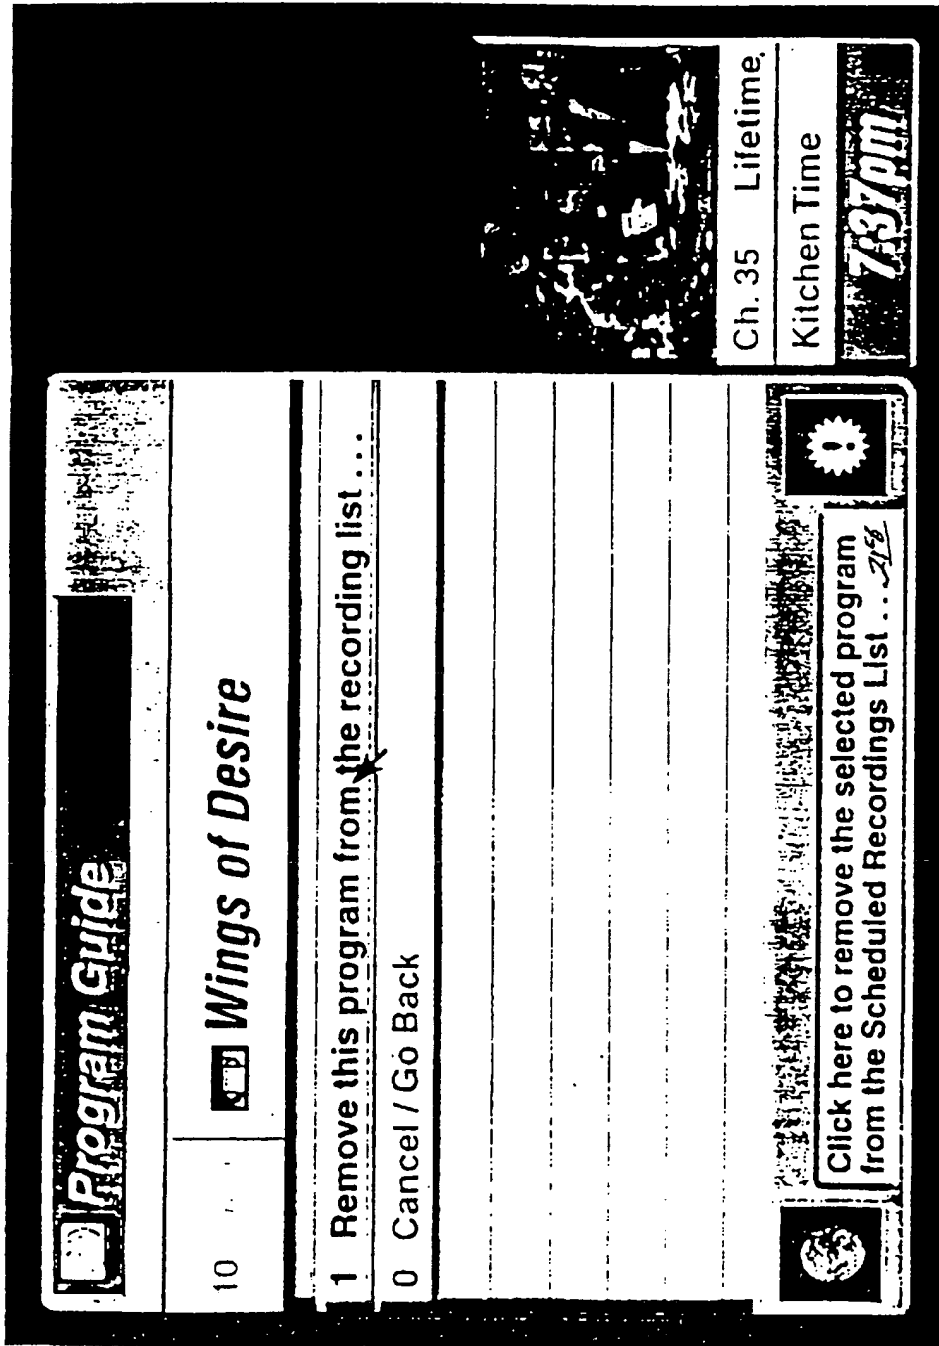 Program Guide
10 Wings of Desire
1 Remove this program from the recording list . . .
0 Cancel / Go Back
Click here to remove the selected program
from the Scheduled Recordings List . . . 
Ch. 35 Lifetime
Kitchen Time
7:37pm